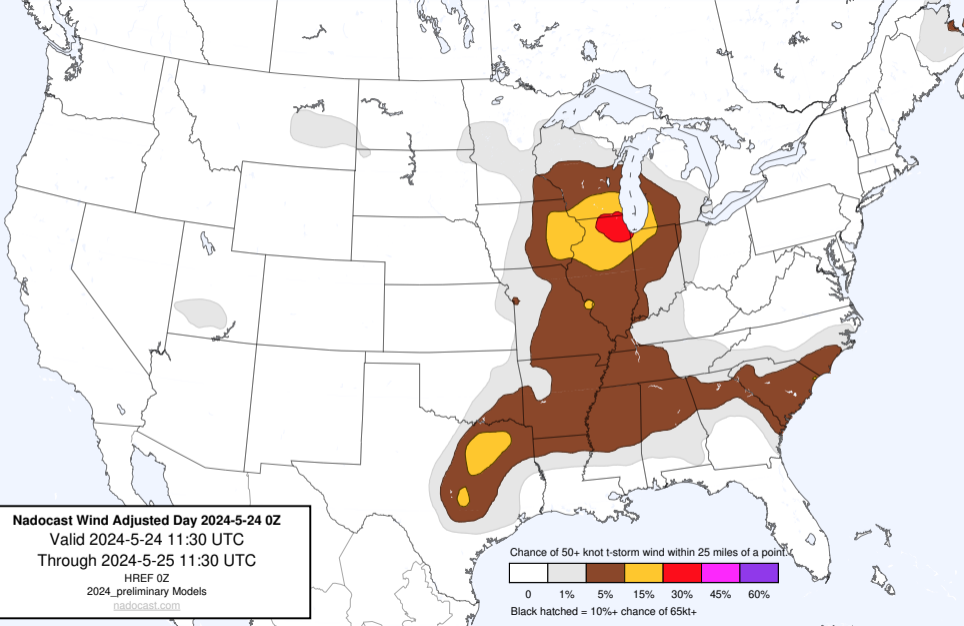 Nadocast Wind Adjusted Day 2024-5-24 0Z
Valid 2024-5-24 11:30 UTC
Through 2024-5-25 11:30 UTC
HREF 0Z
2024_preliminary Models
nadocast.com
Chance of 50+ knot t-storm wind within 25 miles of a point.
0 1% 5% 15% 30% 45% 60%
Black hatched = 10%+ chance of 65kt+